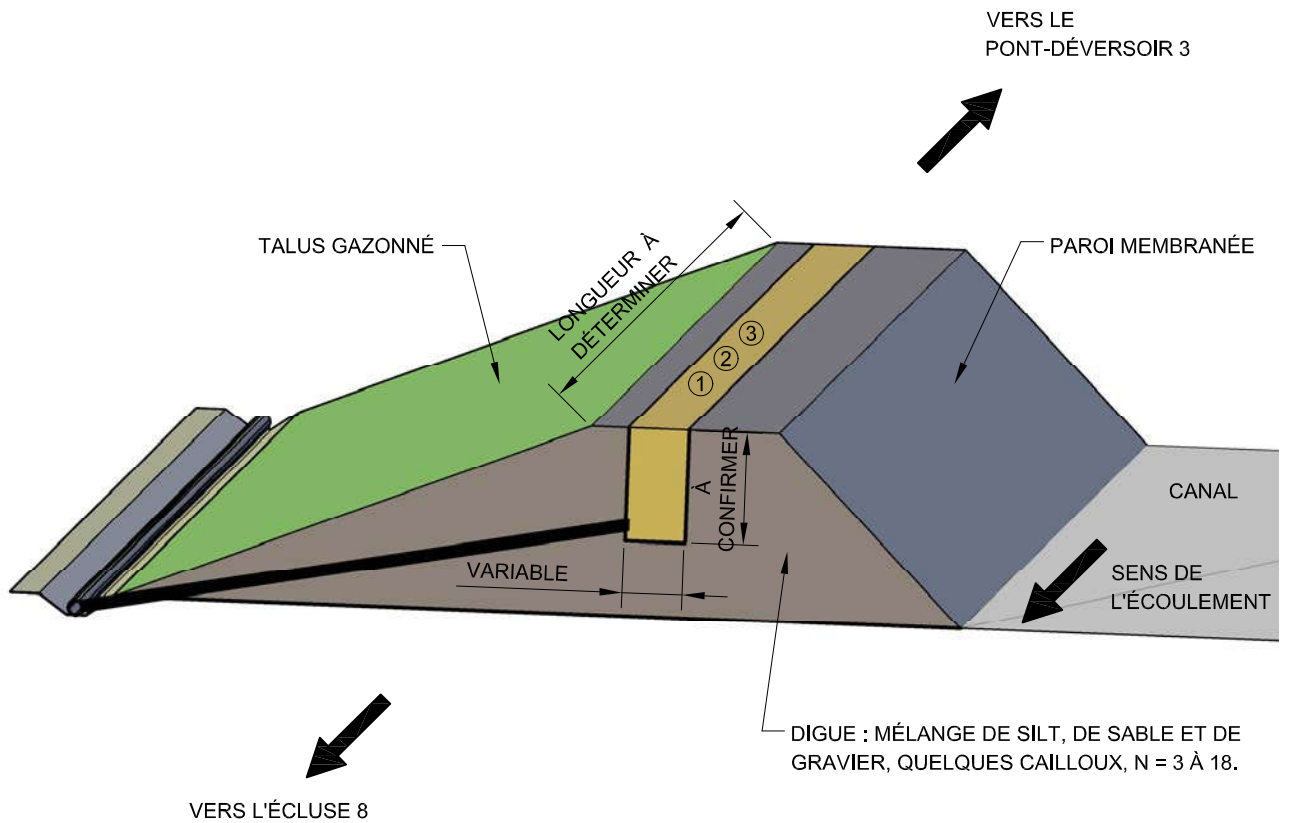 VERS LE
PONT-DÉVERSOIR 3
TALUS GAZONNÉ
LONGUEUR À
DÉTERMINER
PAROI MEMBRANÉE
1 2 3
À
CONFIRMER
CANAL
VARIABLE
SENS DE
L'ÉCOULEMENT
DIGUE : MÉLANGE DE SILT, DE SABLE ET DE
GRAVIER, QUELQUES CAILLOUX, N = 3 À 18.
VERS L'ÉCLUSE 8